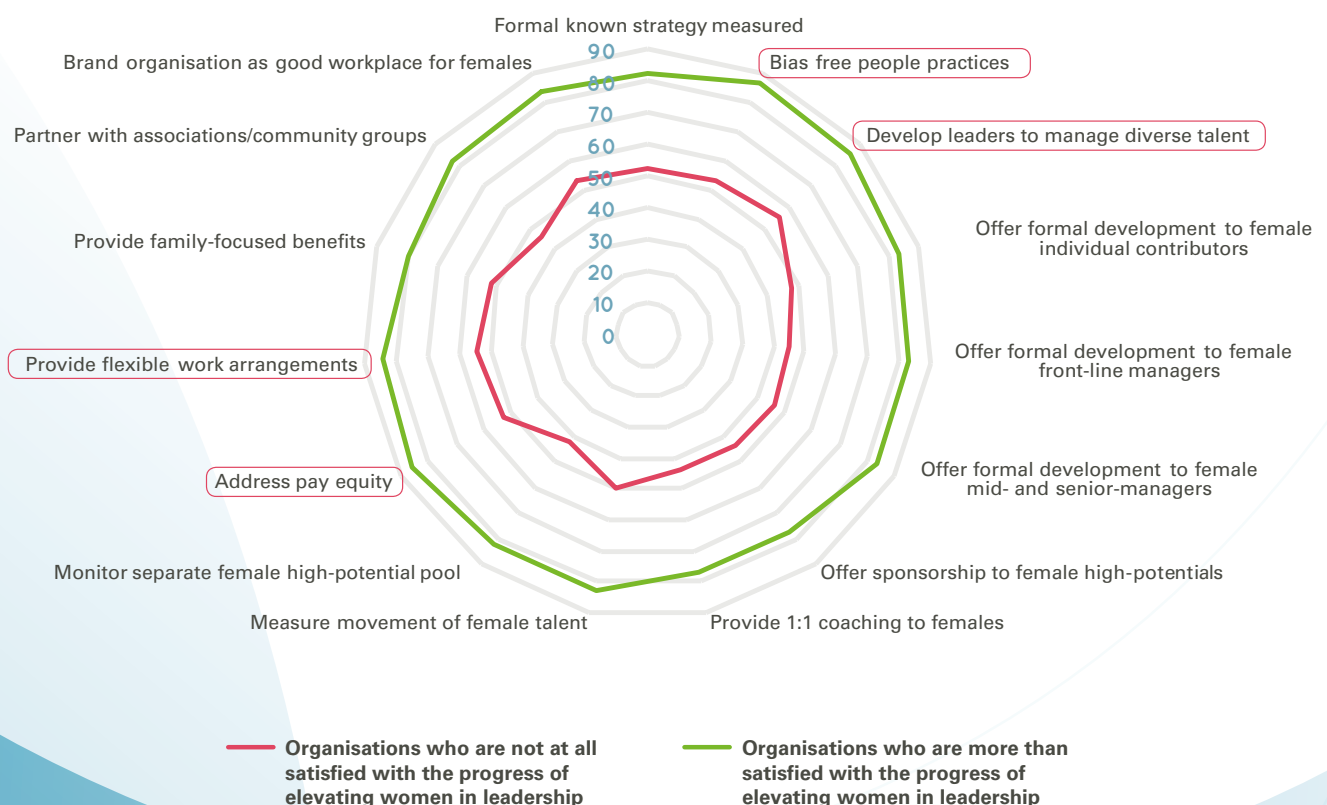 Formal known strategy measured
Brand organisation as good workplace for females
Bias free people practices
Partner with associations/community groups
Develop leaders to manage diverse talent
Provide family-focused benefits
Offer formal development to female
individual contributors
Provide flexible work arrangements
Offer formal development to female
front-line managers
Address pay equity
Offer formal development to female
mid- and senior-managers
Monitor separate female high-potential pool
Offer sponsorship to female high-potentials
Measure movement of female talent
Provide 1:1 coaching to females
90
80
70
60
50
40
30
20
10
0
Organisations who are not at all
satisfied with the progress of
elevating women in leadership
Organisations who are more than
satisfied with the progress of
elevating women in leadership